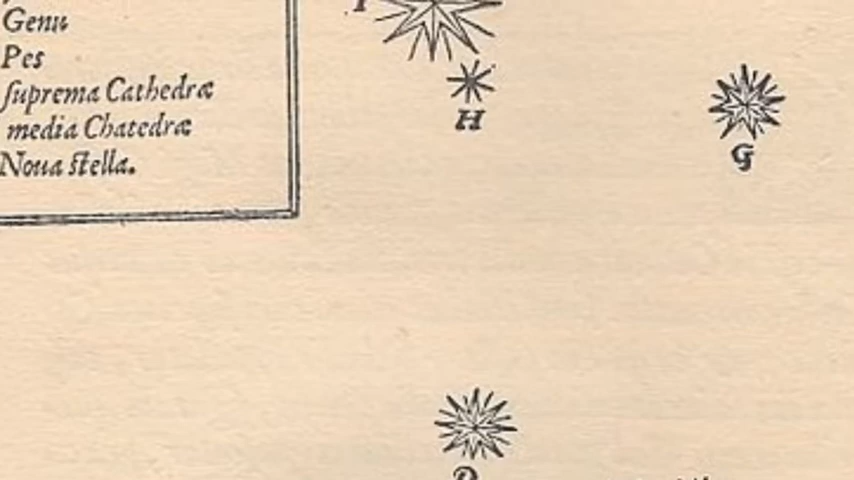 Genu
Pes
ſuprema Cathedræ
media Chatedræ
Noua ſtella.
I
H
G
D